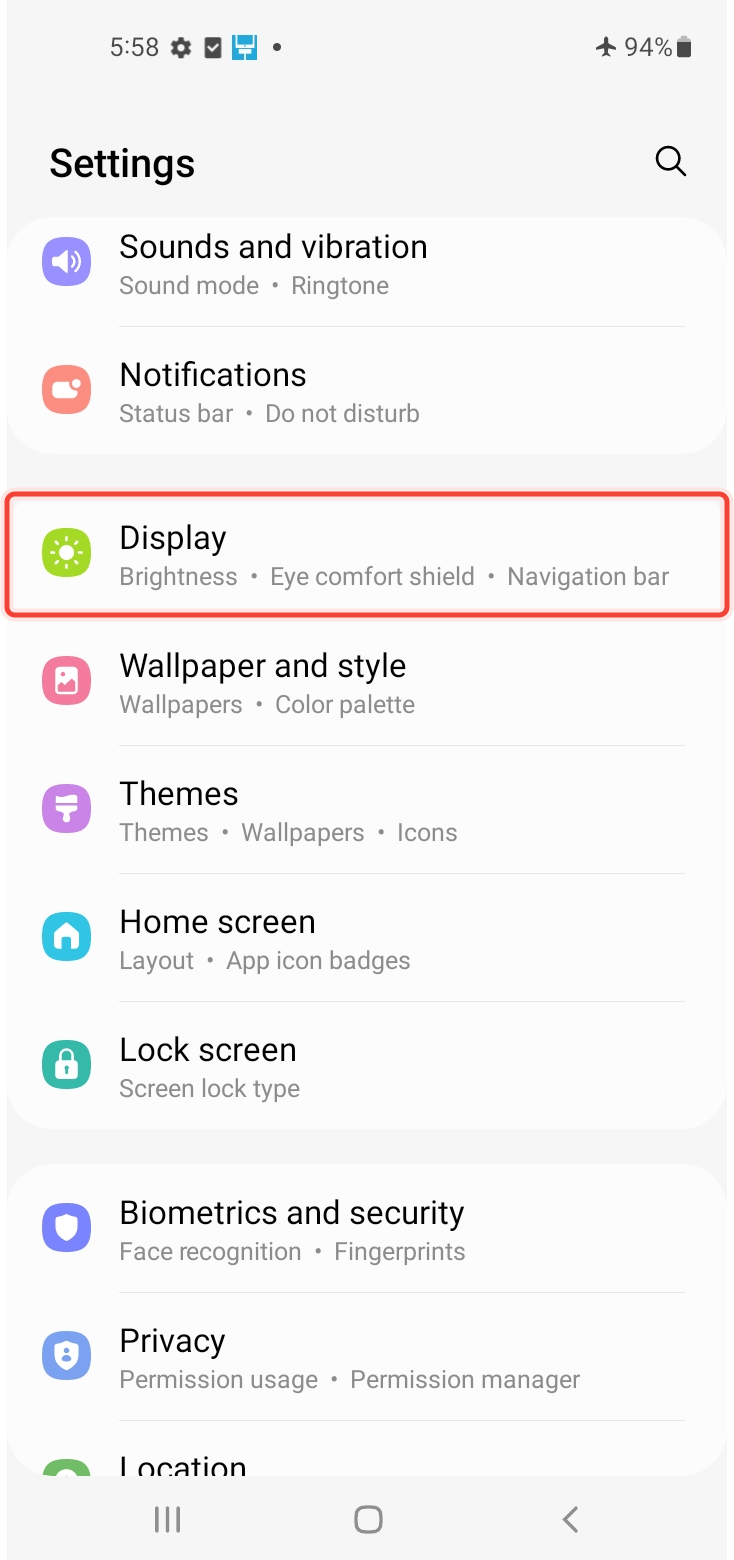 5:58 94%
Settings
Sounds and vibration
Sound mode • Ringtone
Notifications
Status bar • Do not disturb
Display
Brightness • Eye comfort shield • Navigation bar
Wallpaper and style
Wallpapers • Color palette
Themes
Themes • Wallpapers • Icons
Home screen
Layout • App icon badges
Lock screen
Screen lock type
Biometrics and security
Face recognition • Fingerprints
Privacy
Permission usage • Permission manager
Location